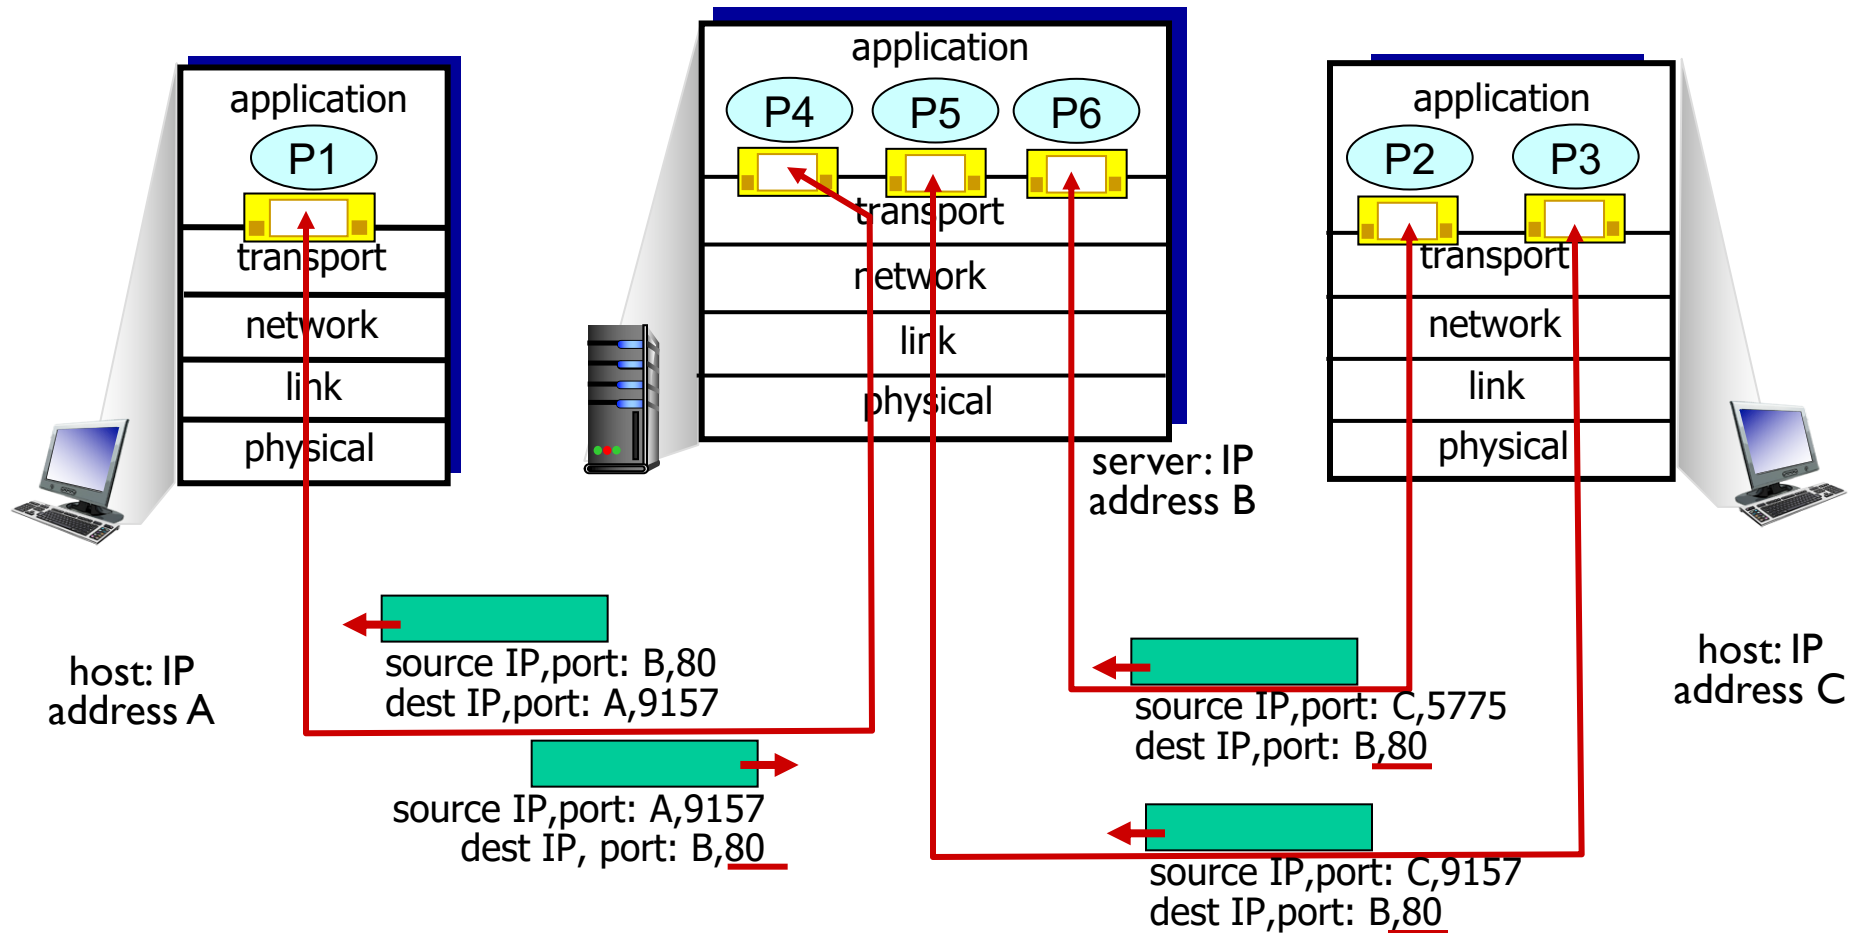 application
P1
transport
network
link
physical
host: IP
address A
application
P4
P5
P6
transport
network
link
physical
server: IP
address B
application
P2
P3
transport
network
link
physical
host: IP
address C
source IP,port: B,80
dest IP,port: A,9157
source IP,port: A,9157
dest IP, port: B,80
source IP,port: C,5775
dest IP,port: B,80
source IP,port: C,9157
dest IP,port: B,80